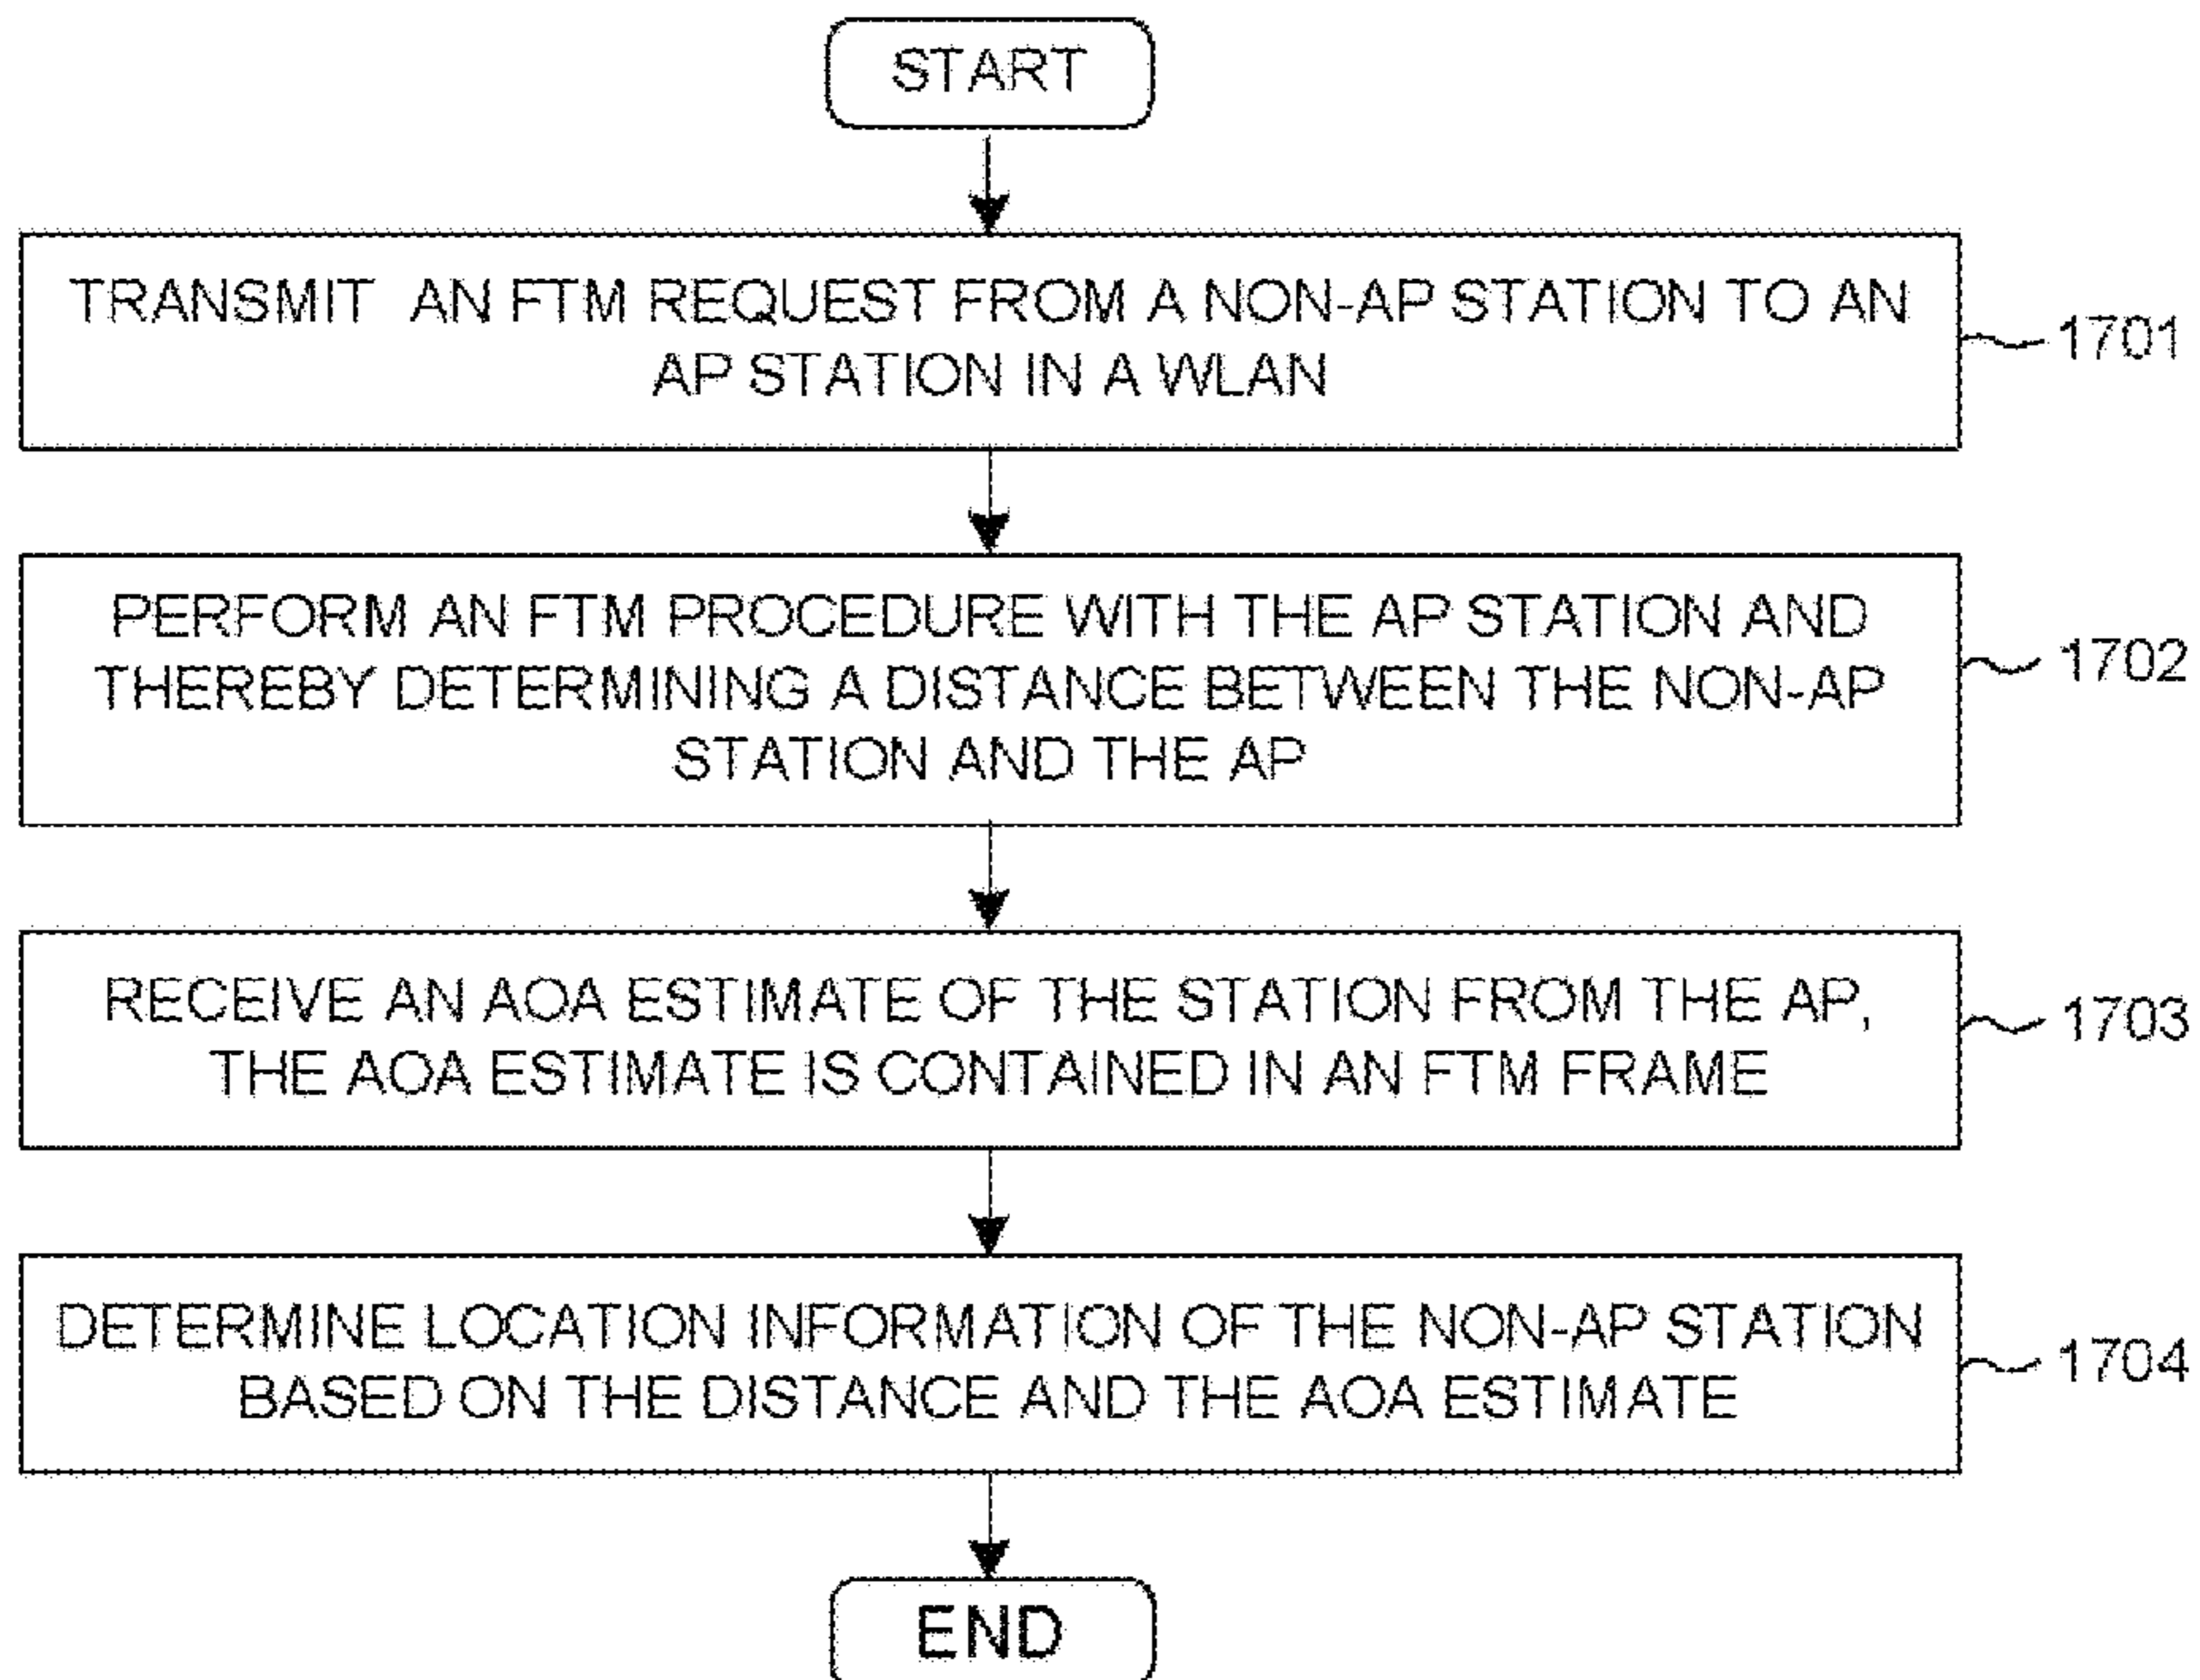 START
TRANSMIT AN FTM REQUEST FROM A NON-AP STATION TO AN
AP STATION IN A WLAN
1701
PERFORM AN FTM PROCEDURE WITH THE AP STATION AND
THEREBY DETERMINING A DISTANCE BETWEEN THE NON-AP
STATION AND THE AP
1702
RECEIVE AN AOA ESTIMATE OF THE STATION FROM THE AP,
THE AOA ESTIMATE IS CONTAINED IN AN FTM FRAME
1703
DETERMINE LOCATION INFORMATION OF THE NON-AP STATION
BASED ON THE DISTANCE AND THE AOA ESTIMATE
1704
END